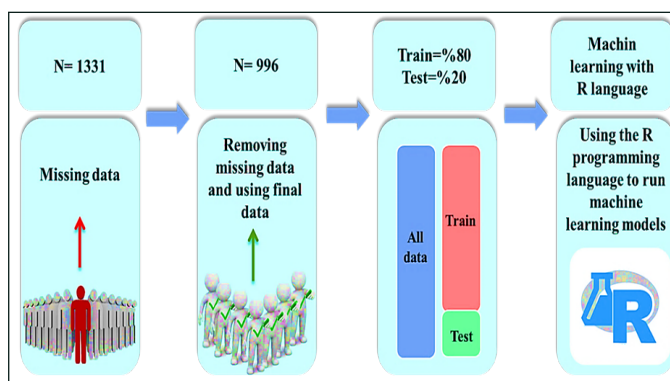 N= 1331
Missing data
N= 996
Removing
missing data
and using final
data
Train=%80
Test=%20
All
data
Train
Test
Machin
learning with
R language
Using the R
programming
language to run
machine
learning models
R